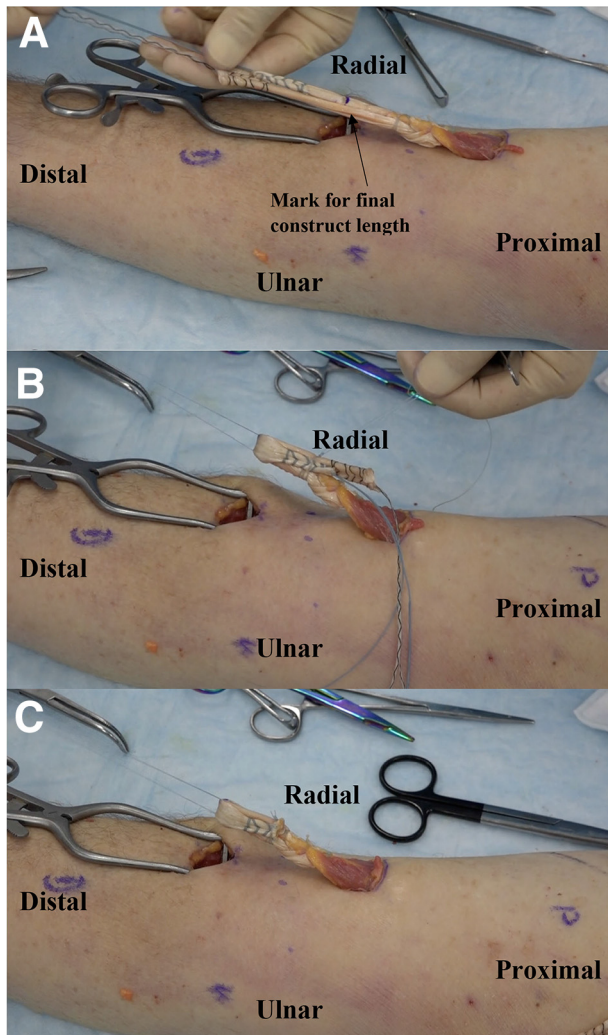 A
Radial
Distal
Mark for final
construct length
Proximal
Ulnar
B
Radial
Distal
Proximal
Ulnar
C
Radial
Distal
Proximal
Ulnar